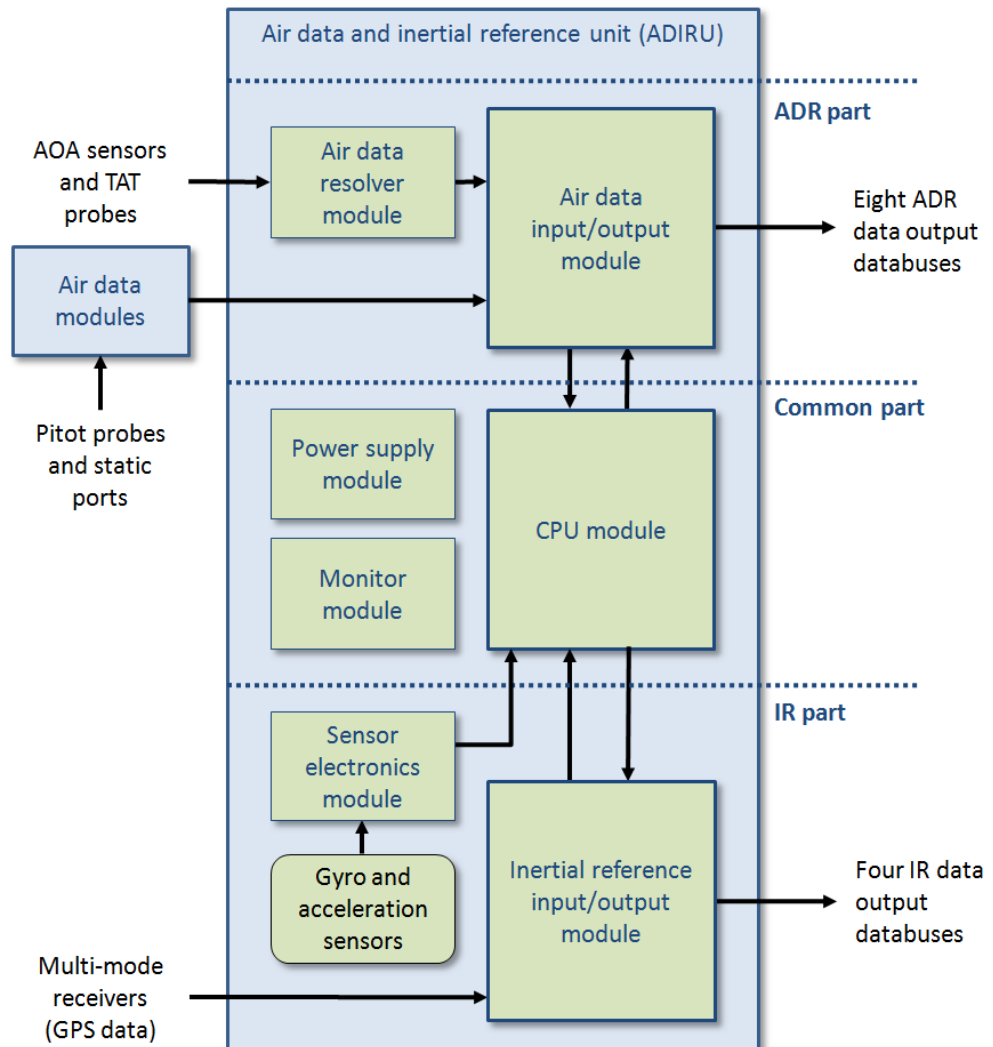 Air data and inertial reference unit (ADIRU)
ADR part
AOA sensors
and TAT
probes
Air data
resolver
module
Air data
input/output
module
Eight ADR
data output
databuses
Air data
modules
Pitot probes
and static
ports
Common part
Power supply
module
CPU module
Monitor
module
IR part
Sensor
electronics
module
Gyro and
acceleration
sensors
Inertial reference
input/output
module
Four IR data
output
databuses
Multi-mode
receivers
(GPS data)